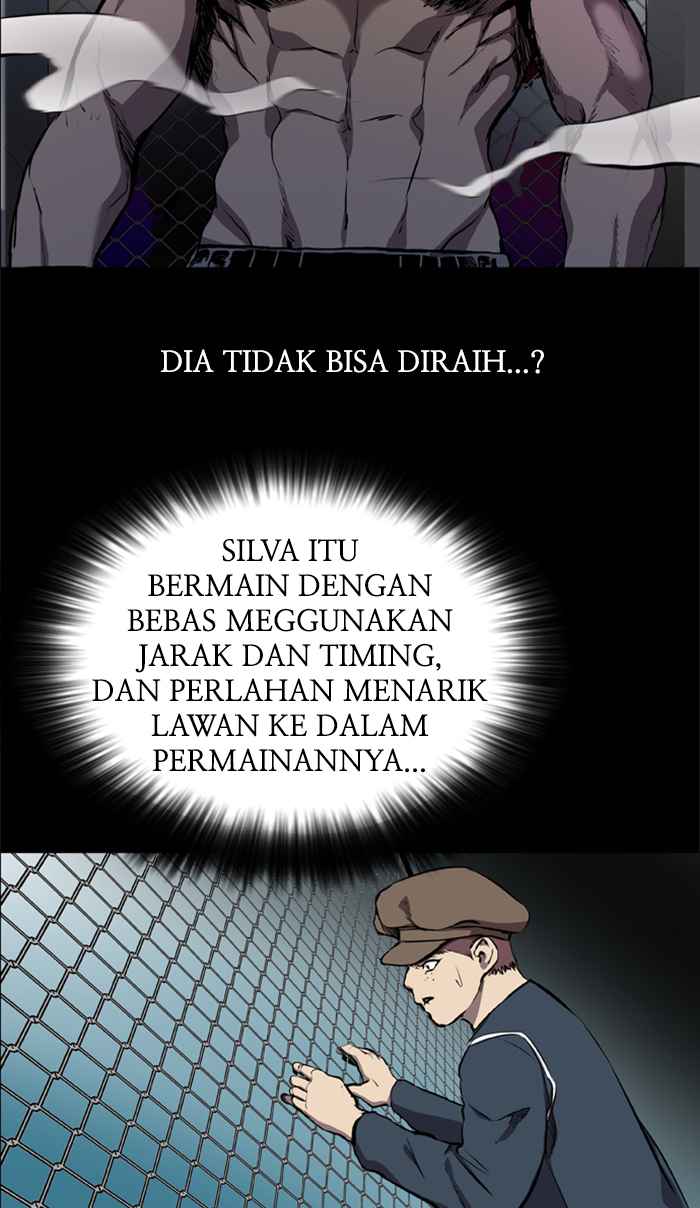 DIA TIDAK BISA DIRAIH...?
SILVA ITU
BERMAIN DENGAN
BEBAS MEGGUNAKAN
JARAK DAN TIMING,
DAN PERLAHAN MENARIK
LAWAN KE DALAM
PERMAINANNYA...